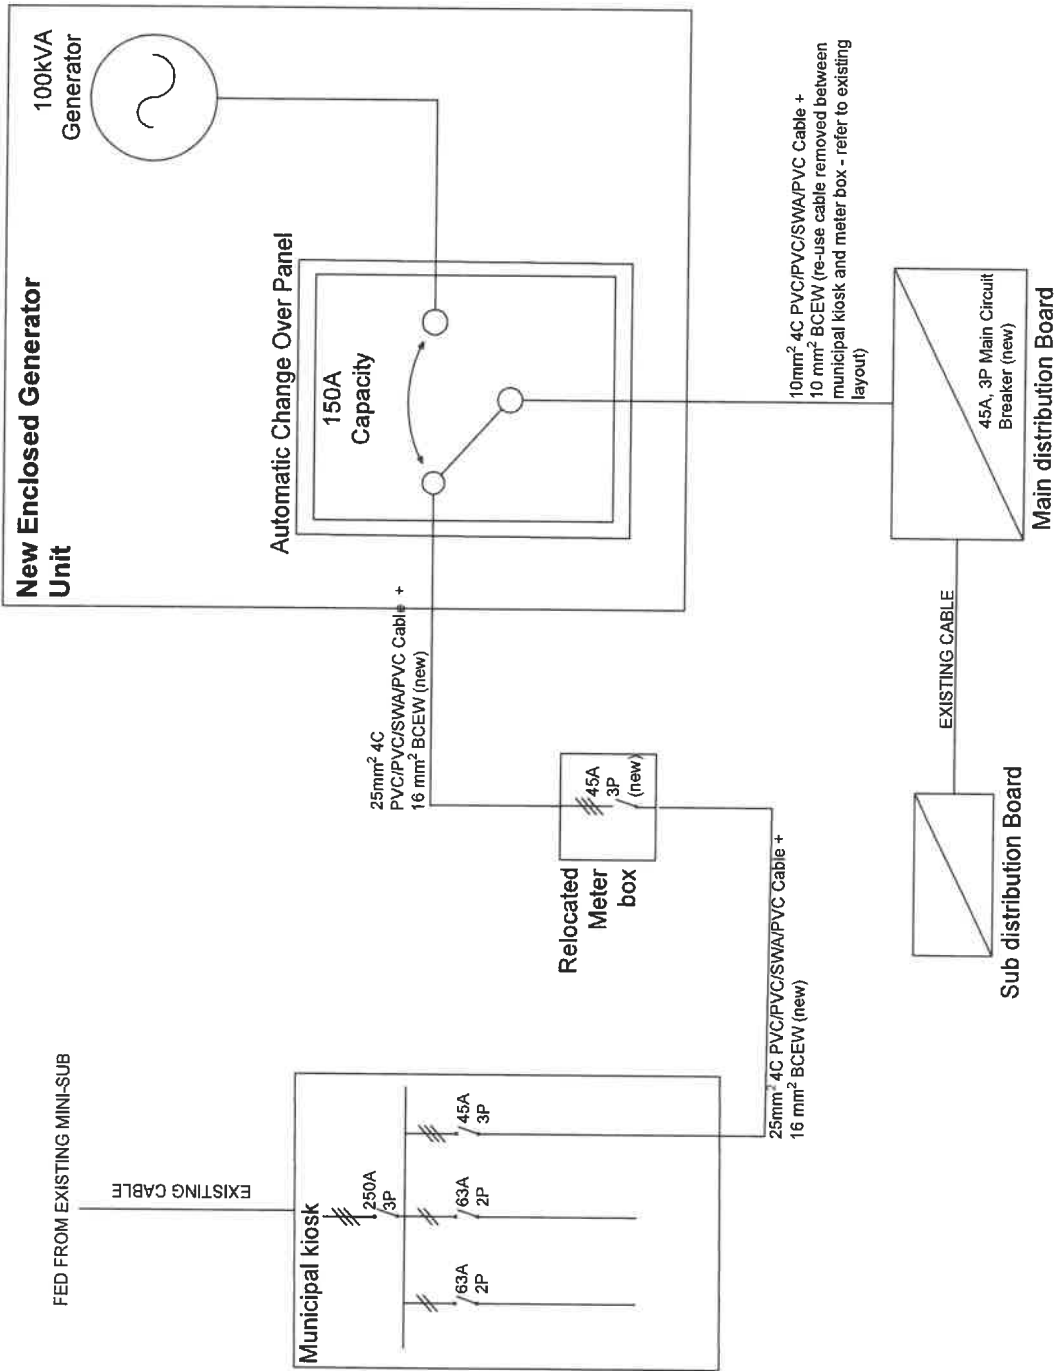 FED FROM EXISTING MINI-SUB
EXISTING CABLE
Municipal kiosk
250A
3P
63A
2P
63A
2P
45A
3P
25mm² 4C PVC/PVC/SWA/PVC Cable +
16 mm² BCEW (new)
Relocated
Meter
box
45A
3P
(new)
25mm² 4C
PVC/PVC/SWA/PVC Cable +
16 mm² BCEW (new)
New Enclosed Generator
Unit
Automatic Change Over Panel
150A
Capacity
100kVA
Generator
10mm² 4C PVC/PVC/SWA/PVC Cable +
10 mm² BCEW (re-use cable removed between
municipal kiosk and meter box - refer to existing
layout)
45A, 3P Main Circuit
Breaker (new)
Main distribution Board
EXISTING CABLE
Sub distribution Board